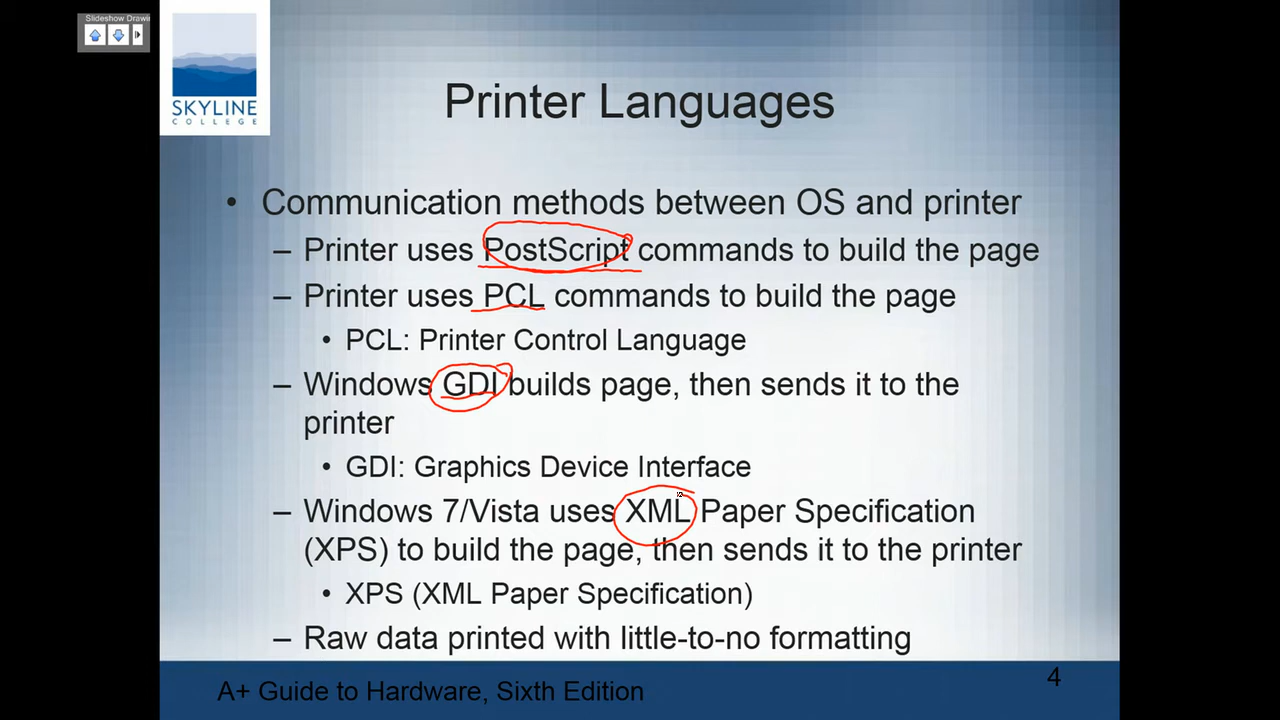 Slideshow Drawin
SKYLINE
COLLEGE
Printer Languages
• Communication methods between OS and printer
– Printer uses PostScript commands to build the page
– Printer uses PCL commands to build the page
• PCL: Printer Control Language
– Windows GDI builds page, then sends it to the
printer
• GDI: Graphics Device Interface
– Windows 7/Vista uses XML Paper Specification
(XPS) to build the page, then sends it to the printer
• XPS (XML Paper Specification)
– Raw data printed with little-to-no formatting
A+ Guide to Hardware, Sixth Edition
4